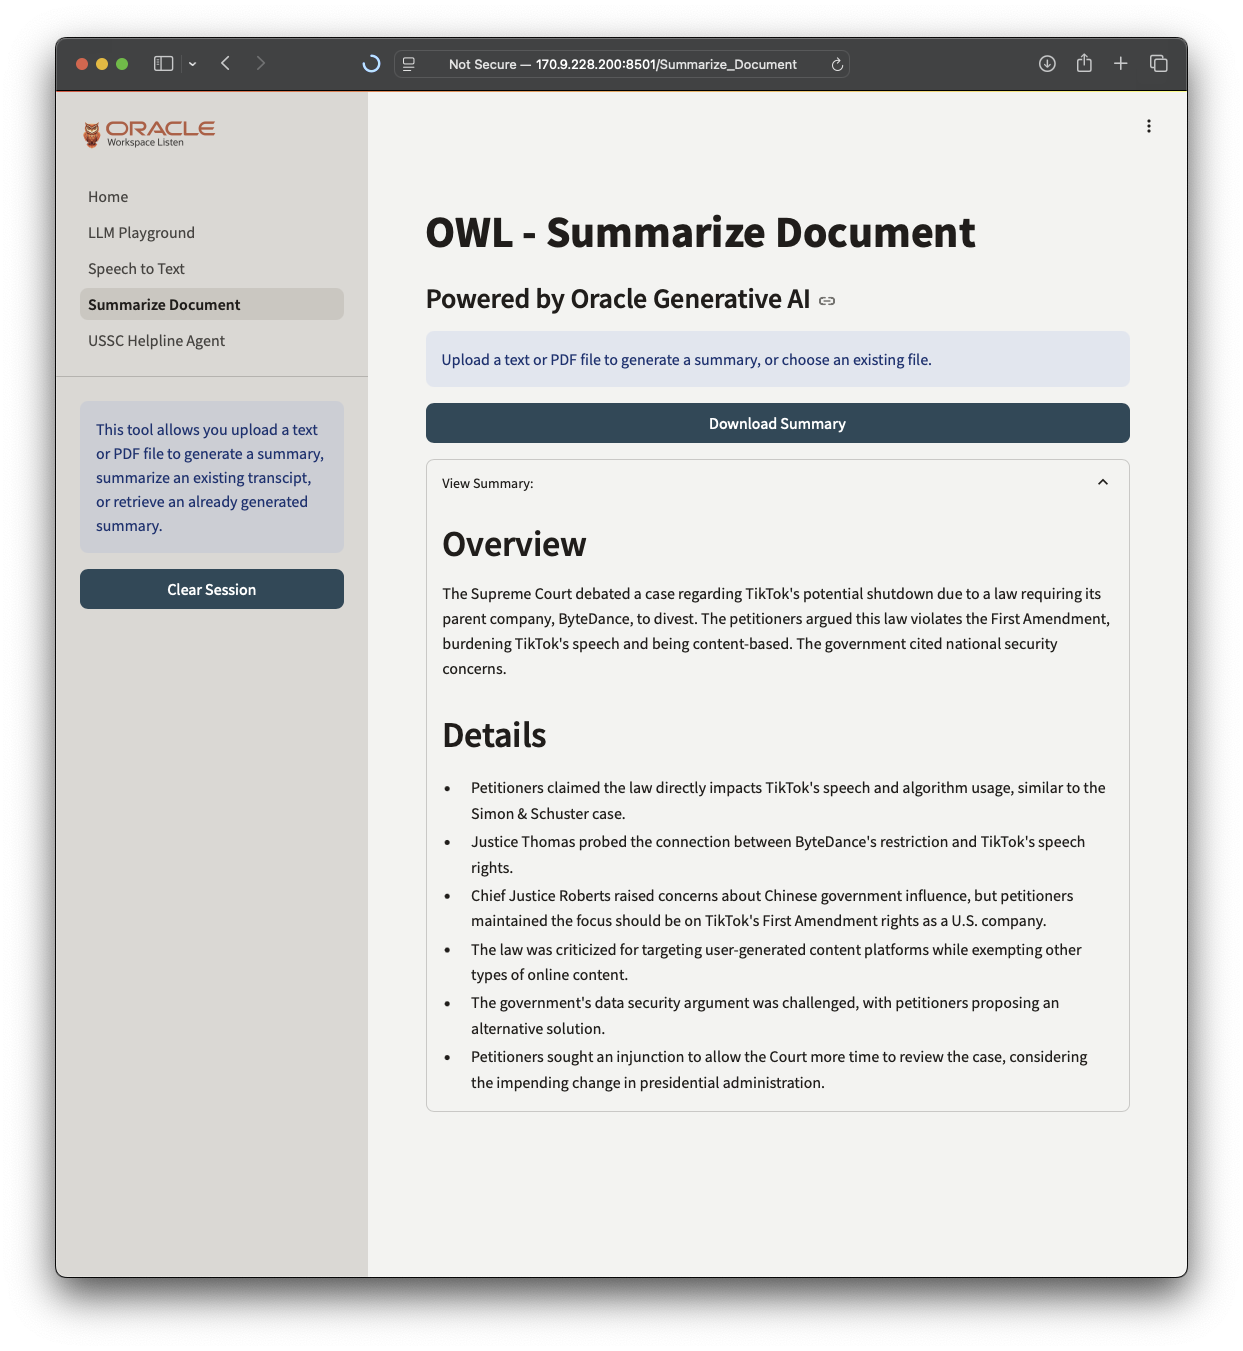 Not Secure — 170.9.228.200:8501/Summarize_Document
ORACLE
Workspace Listen
Home
LLM Playground
Speech to Text
Summarize Document
USSC Helpline Agent
This tool allows you upload a text
or PDF file to generate a summary,
summarize an existing transcipt,
or retrieve an already generated
summary.
Clear Session
OWL - Summarize Document
Powered by Oracle Generative AI
Upload a text or PDF file to generate a summary, or choose an existing file.
Download Summary
View Summary:
Overview
The Supreme Court debated a case regarding TikTok's potential shutdown due to a law requiring its
parent company, ByteDance, to divest. The petitioners argued this law violates the First Amendment,
burdening TikTok's speech and being content-based. The government cited national security
concerns.
Details
• Petitioners claimed the law directly impacts TikTok's speech and algorithm usage, similar to the
Simon & Schuster case.
• Justice Thomas probed the connection between ByteDance's restriction and TikTok's speech
rights.
• Chief Justice Roberts raised concerns about Chinese government influence, but petitioners
maintained the focus should be on TikTok's First Amendment rights as a U.S. company.
• The law was criticized for targeting user-generated content platforms while exempting other
types of online content.
• The government's data security argument was challenged, with petitioners proposing an
alternative solution.
• Petitioners sought an injunction to allow the Court more time to review the case, considering
the impending change in presidential administration.